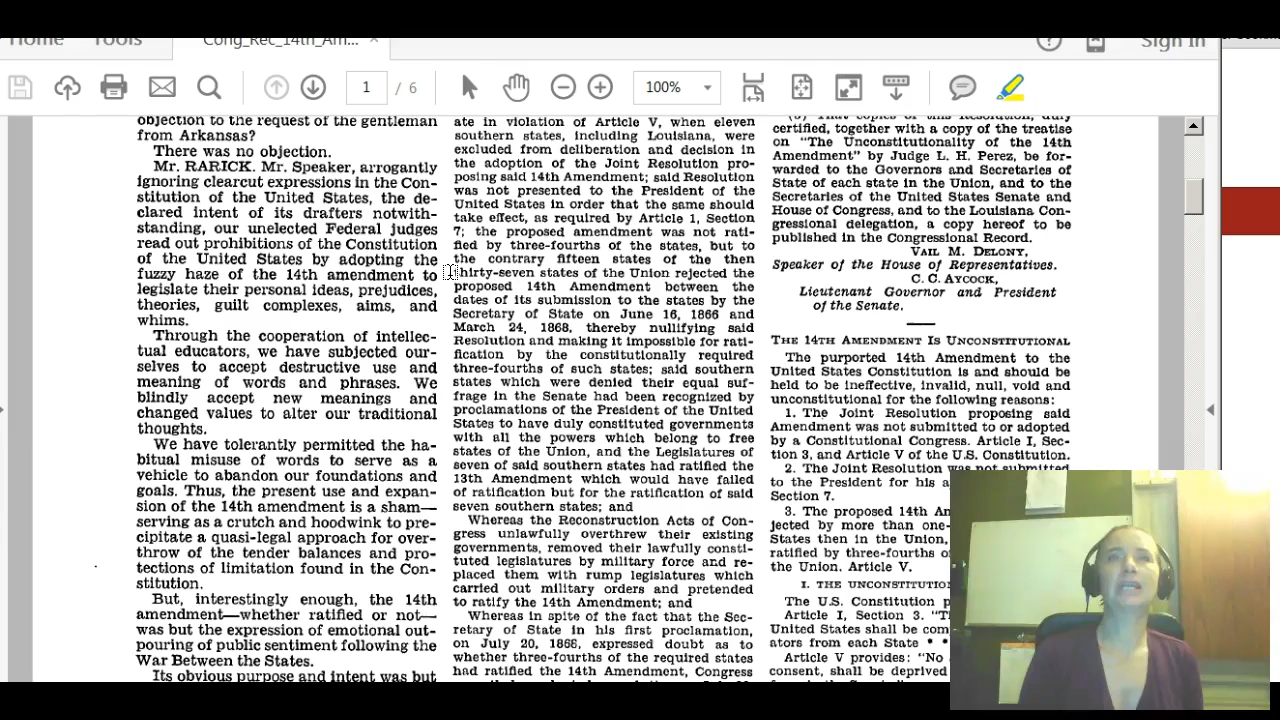 Home Tools Cong_Rec_14th_Am... × Sign In
1 / 6 100%
objection to the request of the gentleman
from Arkansas?
There was no objection.
Mr. RARICK. Mr. Speaker, arrogantly
ignoring clearcut expressions in the Con-
stitution of the United States, the de-
clared intent of its drafters notwith-
standing, our unelected Federal judges
read out prohibitions of the Constitution
of the United States by adopting the
fuzzy haze of the 14th amendment to
legislate their personal ideas, prejudices,
theories, guilt complexes, aims, and
whims.
Through the cooperation of intellec-
tual educators, we have subjected our-
selves to accept destructive use and
meaning of words and phrases. We
blindly accept new meanings and
changed values to alter our traditional
thoughts.
We have tolerantly permitted the ha-
bitual misuse of words to serve as a
vehicle to abandon our foundations and
goals. Thus, the present use and expan-
sion of the 14th amendment is a sham—
serving as a crutch and hoodwink to pre-
cipitate a quasi-legal approach for over-
throw of the tender balances and pro-
tections of limitation found in the Con-
stitution.
But, interestingly enough, the 14th
amendment—whether ratified or not—
was but the expression of emotional out-
pouring of public sentiment following the
War Between the States.
Its obvious purpose and intent was but
ate in violation of Article V, when eleven
southern states, including Louisiana, were
excluded from deliberation and decision in
the adoption of the Joint Resolution pro-
posing said 14th Amendment; said Resolution
was not presented to the President of the
United States in order that the same should
take effect, as required by Article 1, Section
7; the proposed amendment was not rati-
fied by three-fourths of the states, but to
the contrary fifteen states of the then
thirty-seven states of the Union rejected the
proposed 14th Amendment between the
dates of its submission to the states by the
Secretary of State on June 16, 1866 and
March 24, 1868, thereby nullifying said
Resolution and making it impossible for rati-
fication by the constitutionally required
three-fourths of such states; said southern
states which were denied their equal suf-
frage in the Senate had been recognized by
proclamations of the President of the United
States to have duly constituted governments
with all the powers which belong to free
states of the Union, and the Legislatures of
seven of said southern states had ratified the
13th Amendment which would have failed
of ratification but for the ratification of said
seven southern states; and
Whereas the Reconstruction Acts of Con-
gress unlawfully overthrew their existing
governments, removed their lawfully consti-
tuted legislatures by military force and re-
placed them with rump legislatures which
carried out military orders and pretended
to ratify the 14th Amendment; and
Whereas in spite of the fact that the Sec-
retary of State in his first proclamation,
on July 20, 1868, expressed doubt as to
whether three-fourths of the required states
had ratified the 14th Amendment, Congress
certified, together with a copy of the treatise
on "The Unconstitutionality of the 14th
Amendment" by Judge L. H. Perez, be for-
warded to the Governors and Secretaries of
State of each state in the Union, and to the
Secretaries of the United States Senate and
House of Congress, and to the Louisiana Con-
gressional delegation, a copy hereof to be
published in the Congressional Record.
VAIL M. DELONY,
Speaker of the House of Representatives.
C. C. AYCOCK,
Lieutenant Governor and President
of the Senate.
THE 14TH AMENDMENT IS UNCONSTITUTIONAL
The purported 14th Amendment to the
United States Constitution is and should be
held to be ineffective, invalid, null, void and
unconstitutional for the following reasons:
1. The Joint Resolution proposing said
Amendment was not submitted to or adopted
by a Constitutional Congress. Article I, Sec-
tion 3, and Article V of the U.S. Constitution.
2. The Joint Resolution was not submitted
to the President for his a
Section 7.
3. The proposed 14th Am
jected by more than one-
States then in the Union,
ratified by three-fourths o
the Union. Article V.
I. THE UNCONSTITUTIO
The U.S. Constitution p
Article I, Section 3. "Th
United States shall be com
ators from each State * *
Article V provides: "No
consent, shall be deprived